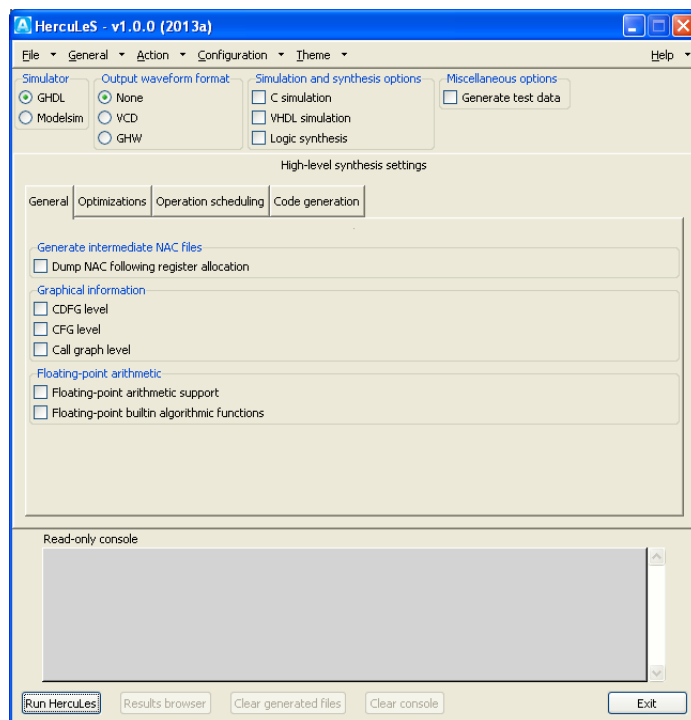 HercuLeS - v1.0.0 (2013a)
File General Action Configuration Theme Help
Simulator Output waveform format Simulation and synthesis options Miscellaneous options
GHDL None C simulation Generate test data
Modelsim VCD VHDL simulation
GHW Logic synthesis
High-level synthesis settings
General Optimizations Operation scheduling Code generation
Generate intermediate NAC files
Dump NAC following register allocation
Graphical information
CDFG level
CFG level
Call graph level
Floating-point arithmetic
Floating-point arithmetic support
Floating-point builtin algorithmic functions
Read-only console
Run HercuLes Results browser Clear generated files Clear console Exit